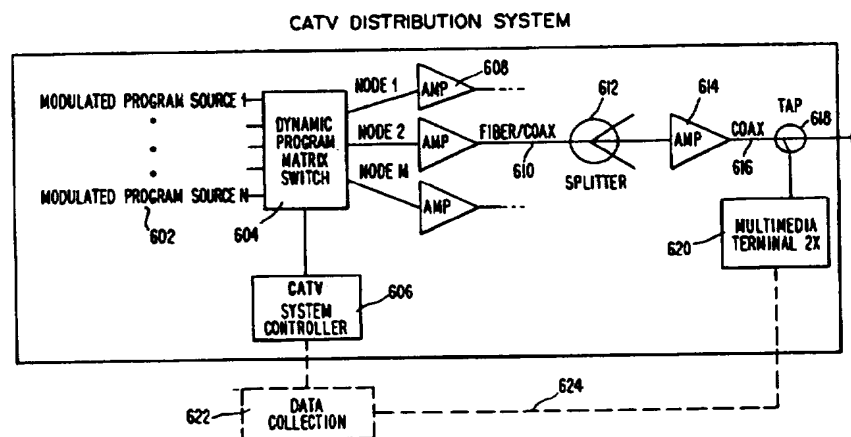 CATV DISTRIBUTION SYSTEM
MODULATED PROGRAM SOURCE 1
MODULATED PROGRAM SOURCE N
602
DYNAMIC
PROGRAM
MATRIX
SWITCH
604
NODE 1
NODE 2
NODE M
AMP
608
AMP
AMP
FIBER/COAX
610
612
SPLITTER
614
AMP
COAX
616
TAP
618
620
MULTIMEDIA
TERMINAL 2X
CATV
SYSTEM
CONTROLLER
606
622
DATA
COLLECTION
624